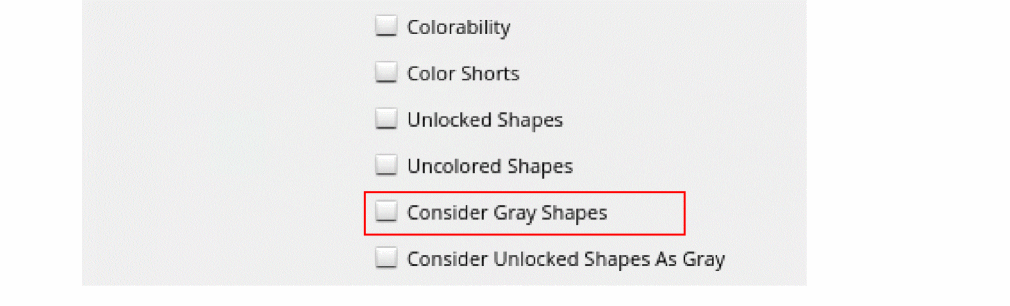 Colorability
Color Shorts
Unlocked Shapes
Uncolored Shapes
Consider Gray Shapes
Consider Unlocked Shapes As Gray